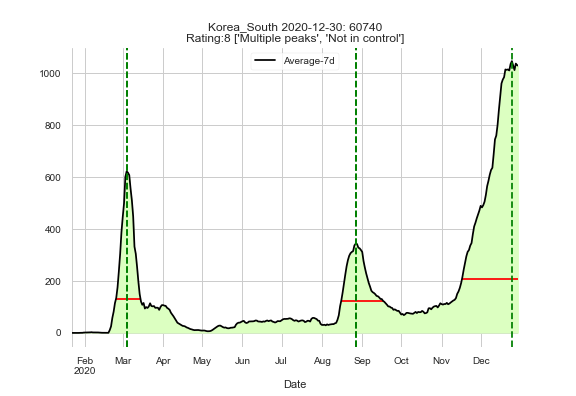 Korea_South 2020-12-30: 60740
Rating:8 ['Multiple peaks', 'Not in control']
Average-7d
1000
800
600
400
200
0
Feb Mar Apr May Jun Jul Aug Sep Oct Nov Dec
2020
Date